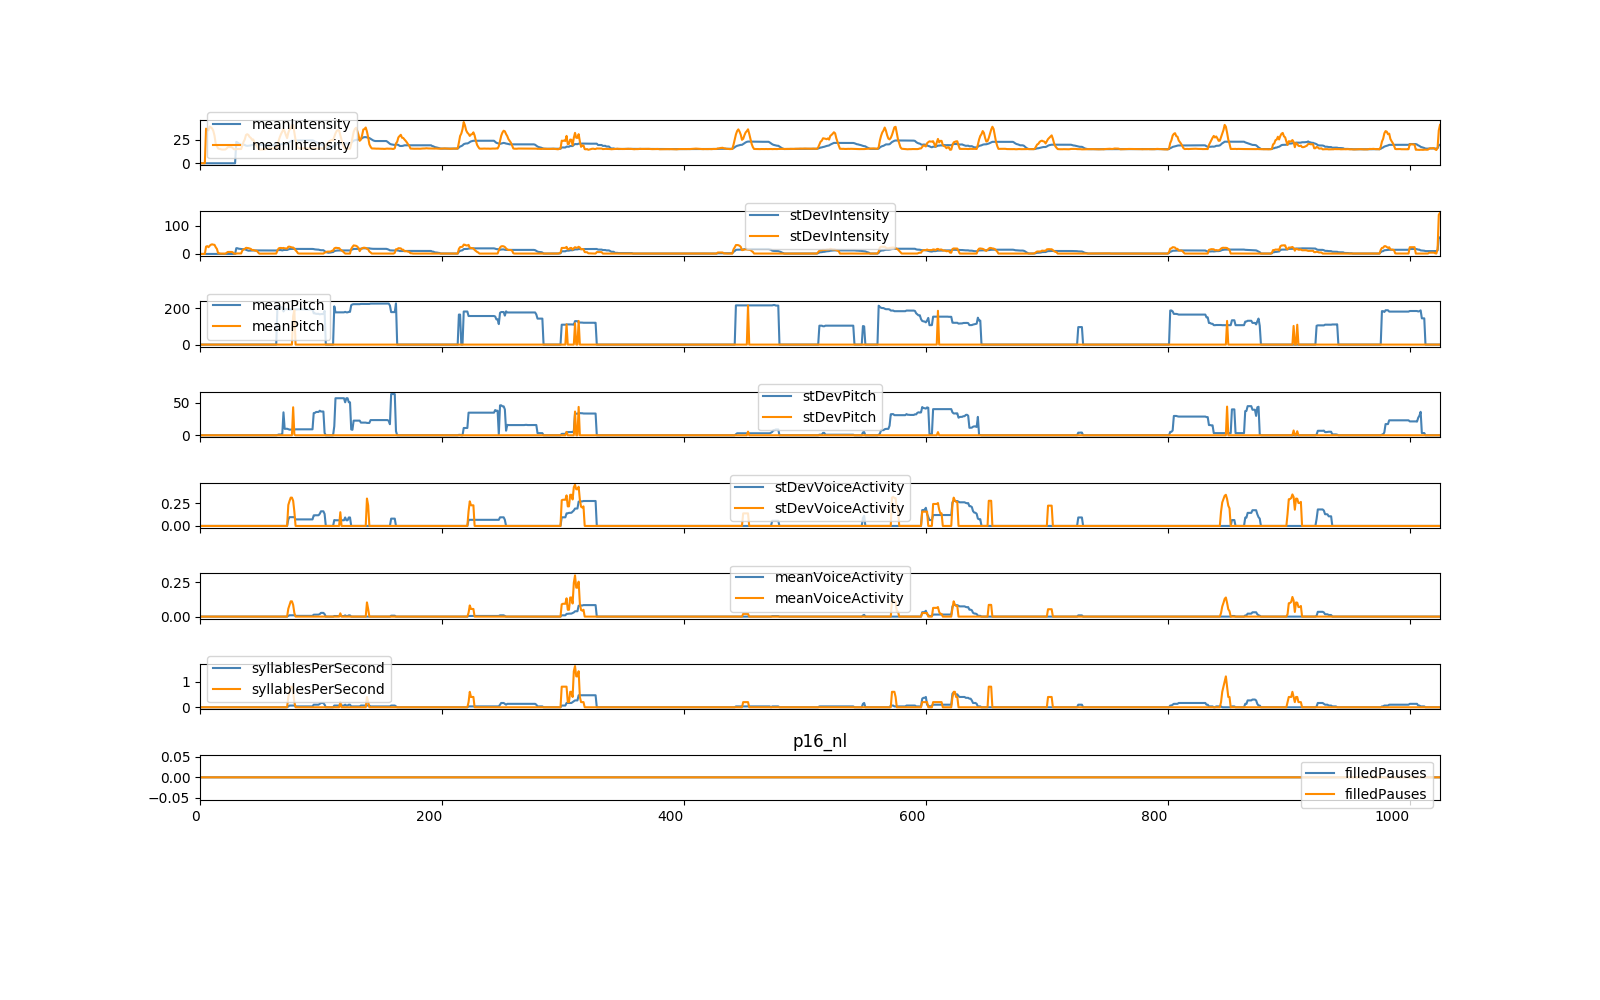 meanIntensity
meanIntensity
25
0
stDevIntensity
stDevIntensity
100
0
meanPitch
meanPitch
200
0
stDevPitch
stDevPitch
50
0
stDevVoiceActivity
stDevVoiceActivity
0.25
0.00
meanVoiceActivity
meanVoiceActivity
0.25
0.00
syllablesPerSecond
syllablesPerSecond
1
0
p16_nl
0.05
0.00
−0.05
filledPauses
filledPauses
0 200 400 600 800 1000